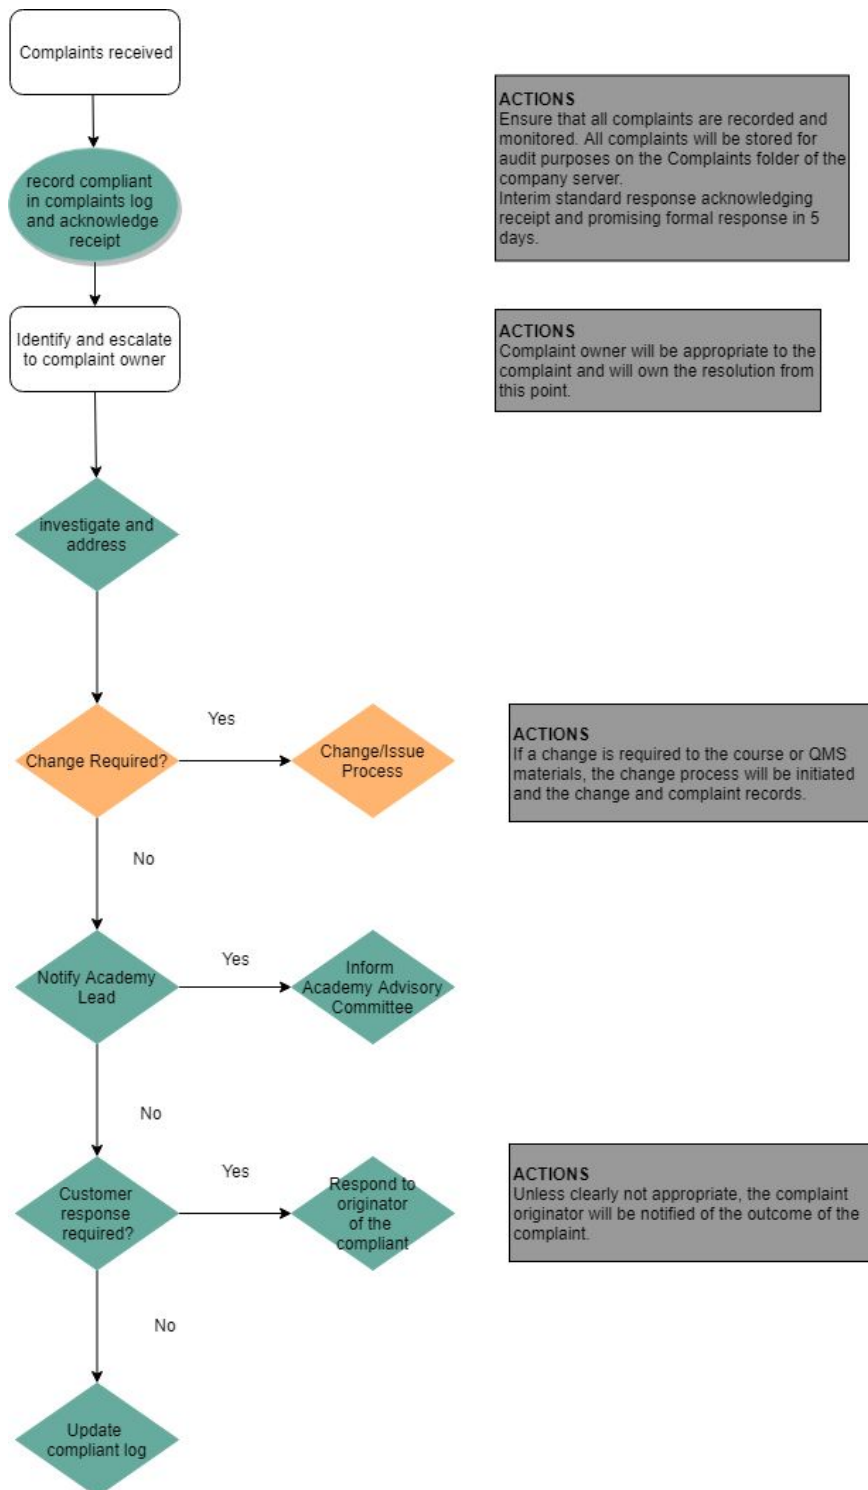 Complaints received
ACTIONS
Ensure that all complaints are recorded and
monitored. All complaints will be stored for
audit purposes on the Complaints folder of the
company server.
Interim standard response acknowledging
receipt and promising formal response in 5
days.
record compliant
in complaints log
and acknowledge
receipt
Identify and escalate
to complaint owner
ACTIONS
Complaint owner will be appropriate to the
complaint and will own the resolution from
this point.
investigate and
address
Change Required?
Yes
Change/Issue
Process
ACTIONS
If a change is required to the course or QMS
materials, the change process will be initiated
and the change and complaint records.
No
Notify Academy
Lead
Yes
Inform
Academy Advisory
Committee
No
Customer
response
required?
Yes
Respond to
originator
of the
compliant
ACTIONS
Unless clearly not appropriate, the complaint
originator will be notified of the outcome of the
complaint.
No
Update
compliant log